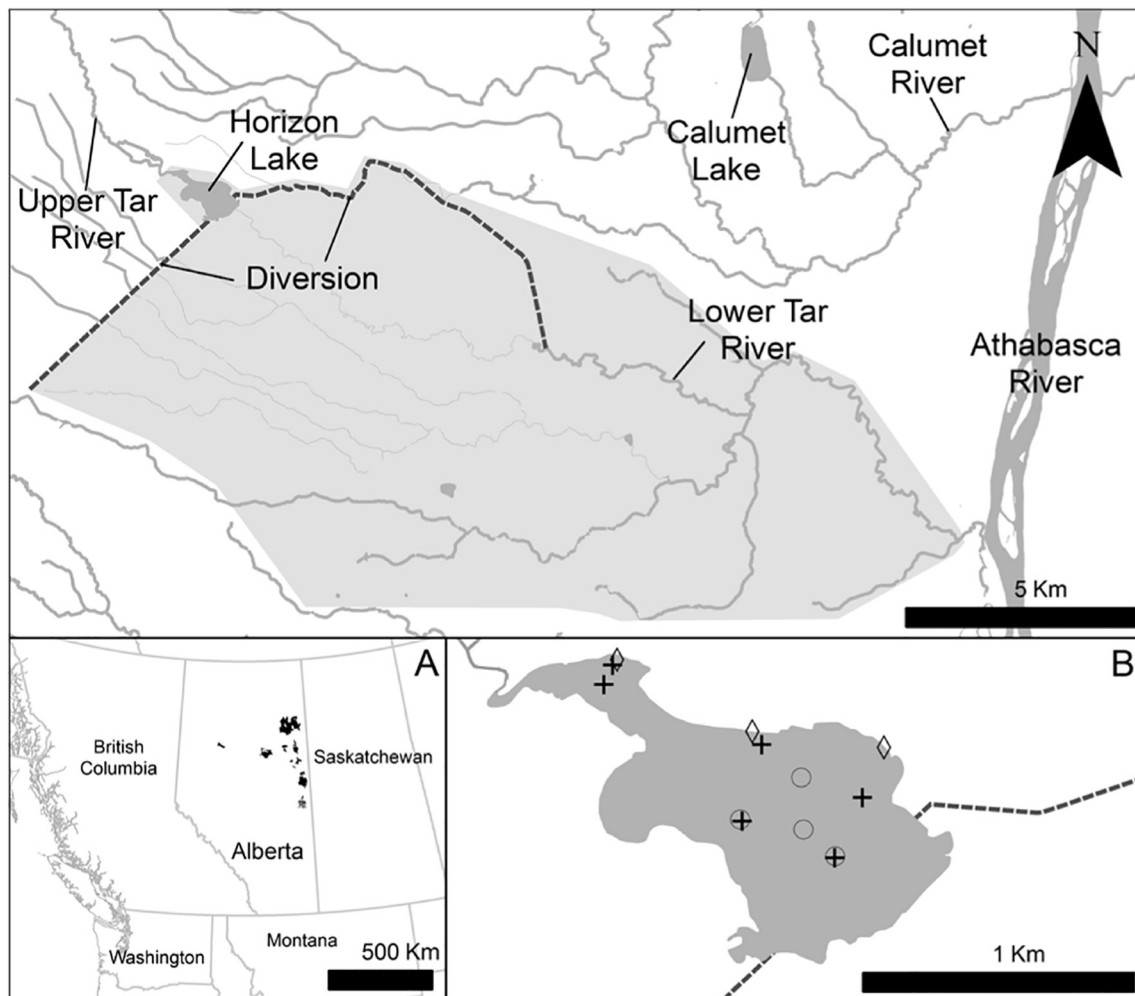 Calumet
River
N
Horizon
Lake
Calumet
Lake
Upper Tar
River
Diversion
Lower Tar
River
Athabasca
River
5 Km
A
British
Columbia
Saskatchewan
Alberta
Washington
Montana
500 Km
B
1 Km